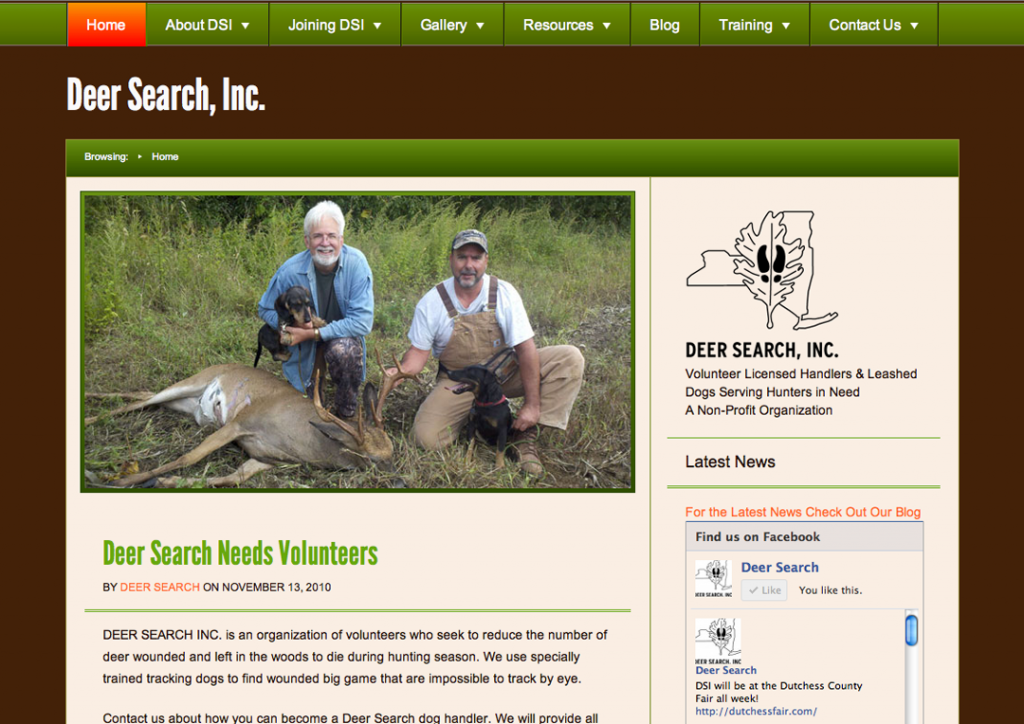 Home About DSI Joining DSI Gallery Resources Blog Training Contact Us
Deer Search, Inc.
Browsing: Home
DEER SEARCH, INC.
Volunteer Licensed Handlers & Leashed
Dogs Serving Hunters in Need
A Non-Profit Organization
Latest News
For the Latest News Check Out Our Blog
Find us on Facebook
DEER SEARCH, INC
Deer Search
Like You like this.
DEER SEARCH, INC
Deer Search
DSI will be at the Dutchess County
Fair all week!
http://dutchessfair.com/
Deer Search Needs Volunteers
BY DEER SEARCH ON NOVEMBER 13, 2010
DEER SEARCH INC. is an organization of volunteers who seek to reduce the number of
deer wounded and left in the woods to die during hunting season. We use specially
trained tracking dogs to find wounded big game that are impossible to track by eye.
Contact us about how you can become a Deer Search dog handler. We will provide all